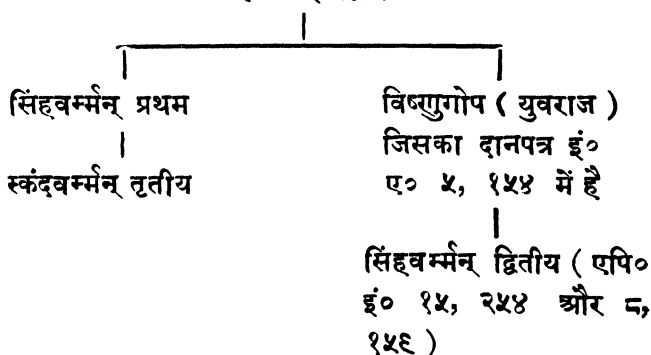 सिंहवर्म्मन् प्रथम
स्कंदवर्म्मन् तृतीय
विष्णुगोप ( युवराज )
जिसका दानपत्र इं०
ए० ५, १५४ में है
सिंहवर्म्मन् द्वितीय ( एपि०
इं० १५, २५४ और ८,
१५९ )